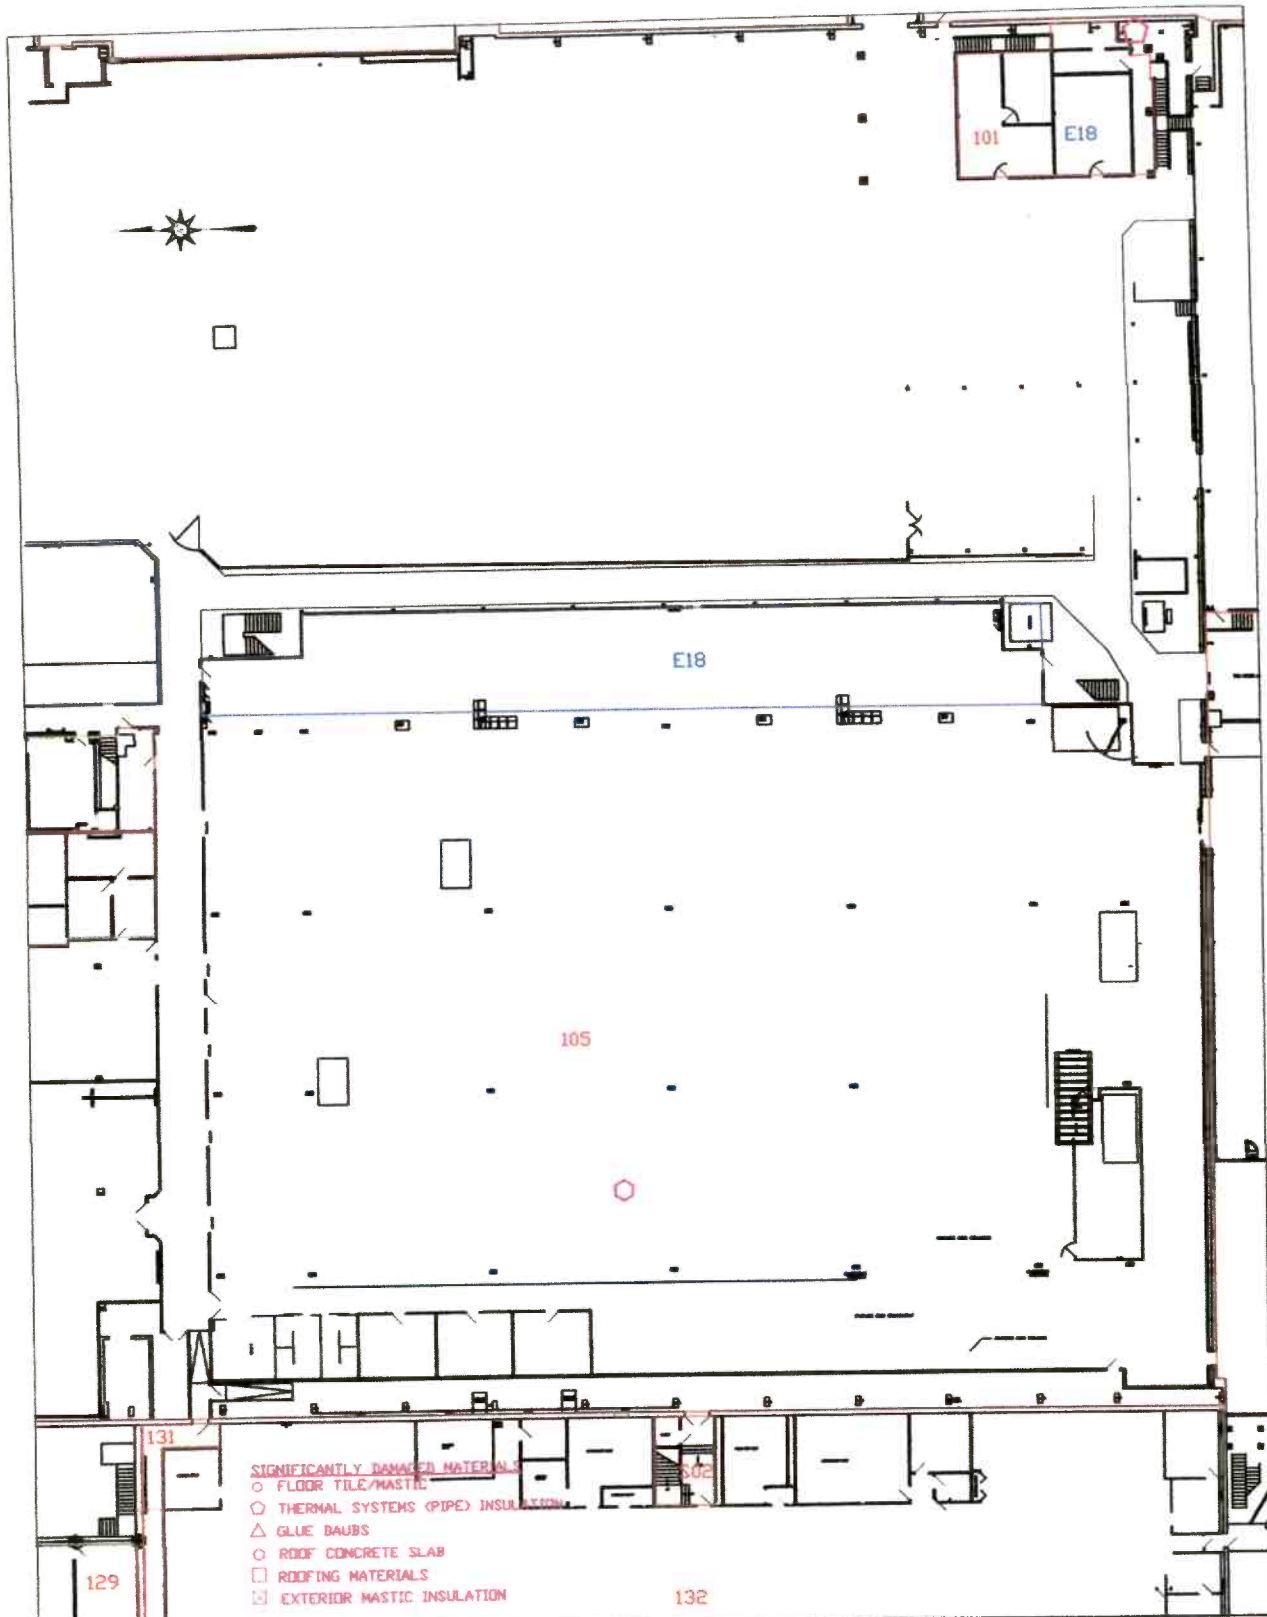 101
E18
E18
105
131
SIGNIFICANTLY DAMAGED MATERIALS
FLOOR TILE/MASTIC
THERMAL SYSTEMS (PIPE) INSULATION
GLUE DAUBS
ROOF CONCRETE SLAB
ROOFING MATERIALS
EXTERIOR MASTIC INSULATION
S02
129
132